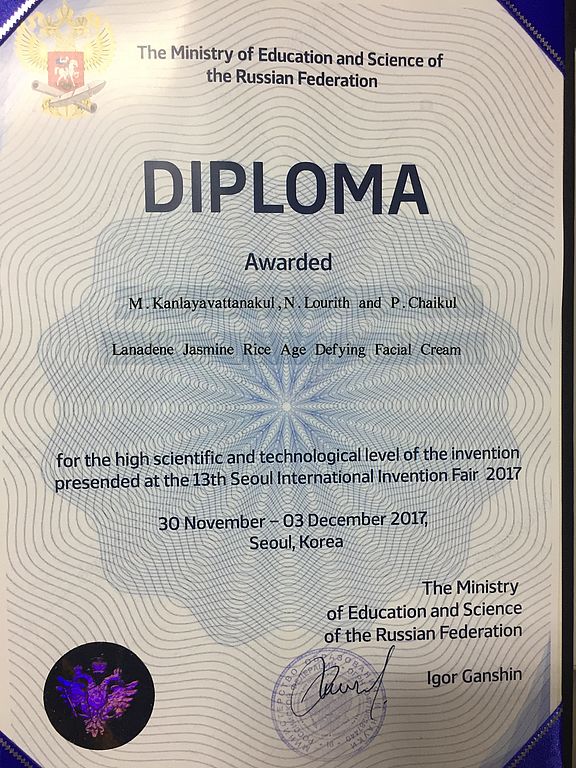 The Ministry of Education and Science of
the Russian Federation
DIPLOMA
Awarded
M.Kanlayavattanakul,N.Lourith and P.Chaikul
Lanadene Jasmine Rice Age Defying Facial Cream
for the high scientific and technological level of the invention
presended at the 13th Seoul International Invention Fair 2017
30 November – 03 December 2017,
Seoul, Korea
The Ministry
of Education and Science
of the Russian Federation
Igor Ganshin